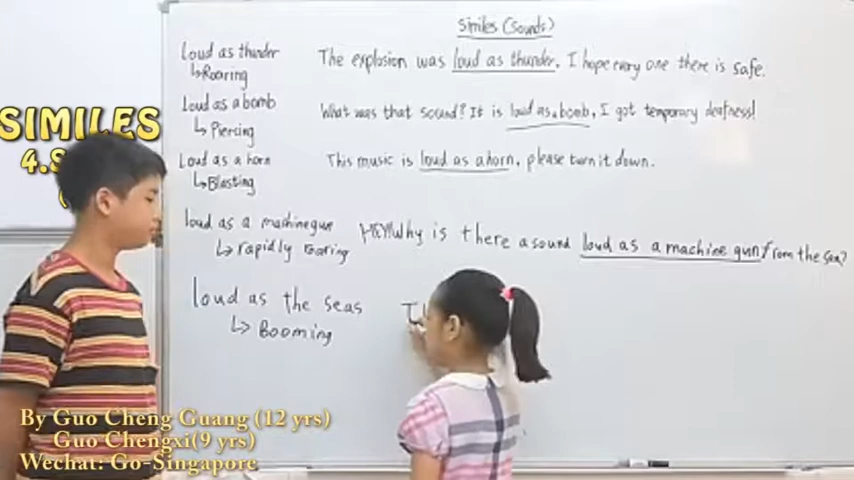 Similes (Sounds)
loud as thunder
↳Roaring
The explosion was loud as thunder. I hope every one there is safe.
loud as a bomb
↳ Piercing
What was that sound? It is loud as a bomb, I got temporary deafness!
loud as a horn
↳Blasting
This music is loud as a horn, please turn it down.
loud as a machinegun
↳ rapidly roaring
Why is there a sound loud as a machine gun from the sea?
loud as the seas
↳ Booming
SIMILES
4.S
By Guo Cheng Guang (12 yrs)
Guo Chengxi(9 yrs)
Wechat: Go-Singapore